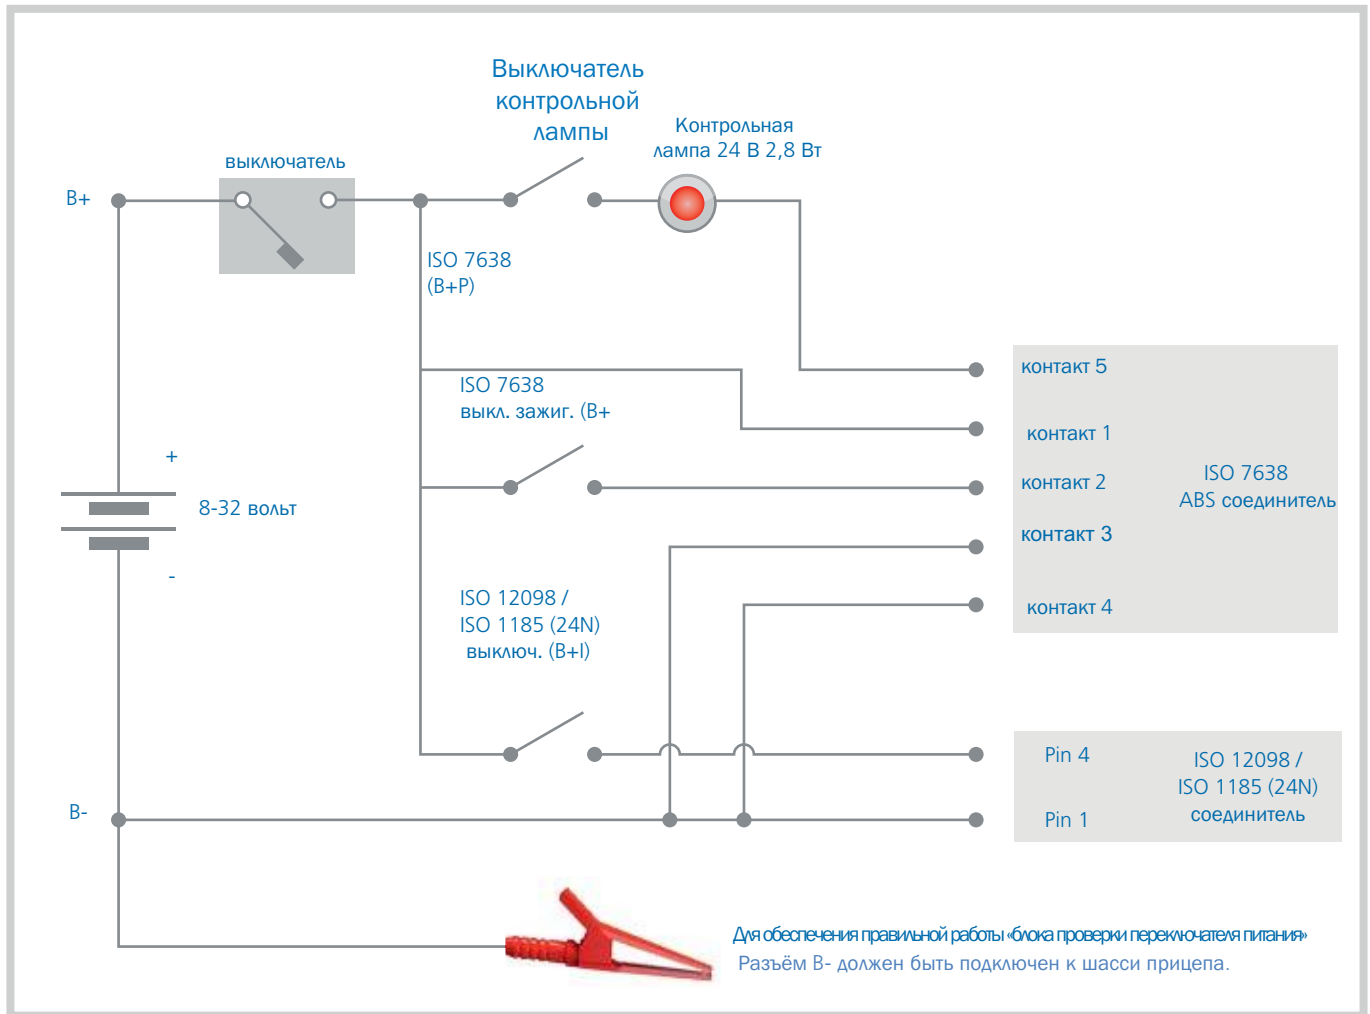 Выключатель
контрольной
лампы
Контрольная
лампа 24 В 2,8 Вт
выключатель
B+
ISO 7638
(B+P)
ISO 7638
выкл. зажиг. (B+
+
8-32 вольт
-
ISO 12098 /
ISO 1185 (24N)
выключ. (B+I)
контакт 5
контакт 1
контакт 2
контакт 3
контакт 4
ISO 7638
ABS соединитель
Pin 4
Pin 1
ISO 12098 /
ISO 1185 (24N)
соединитель
B-
Для обеспечения правильной работы «блока проверки переключателя питания»
Разъём B- должен быть подключен к шасси прицепа.